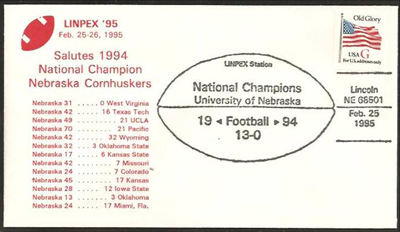 LINPEX '95
Feb. 25-26, 1995
Salutes 1994
National Champion
Nebraska Cornhuskers
Nebraska 31 . . . . . 0 West Virginia
Nebraska 42 . . . . 16 Texas Tech
Nebraska 49 . . . . . . . 21 UCLA
Nebraska 70 . . . . . . 21 Pacific
Nebraska 42 . . . . 32 Wyoming
Nebraska 32 . . 3 Oklahoma State
Nebraska 17 . . . 6 Kansas State
Nebraska 42 . . . . . . 7 Missouri
Nebraska 24 . . . . . 7 Colorado
Nebraska 45 . . . . . 17 Kansas
Nebraska 28 . . . 12 Iowa State
Nebraska 13 . . . . . 3 Oklahoma
Nebraska 24 . . . . 17 Miami, Fla.
LINPEX Station
National Champions
University of Nebraska
19 ◄ Football ► 94
13-0
Old Glory
USA G
For U.S. addresses only
Lincoln
NE 68501
Feb. 25
1995